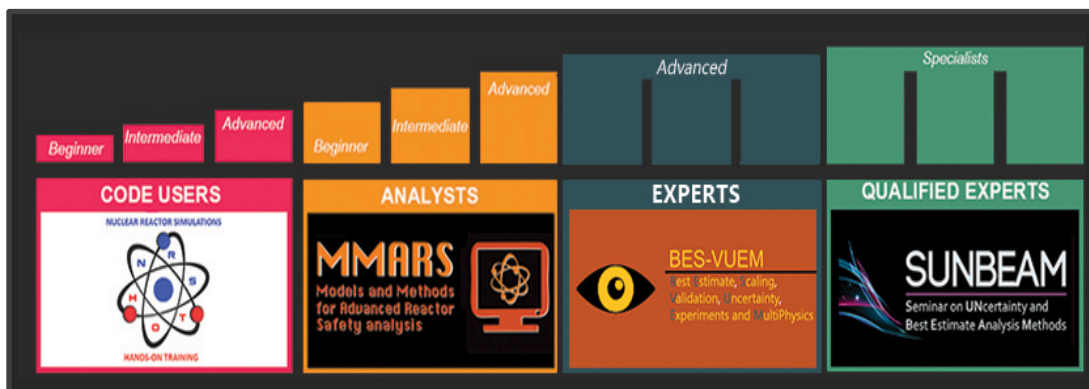 Beginner
Intermediate
Advanced
Beginner
Intermediate
Advanced
Advanced
Specialists
CODE USERS
NUCLEAR REACTOR SIMULATIONS
N
R
S
H
O
T
HANDS-ON TRAINING
ANALYSTS
MMARS
Models and Methods
for Advanced Reactor
Safety analysis
EXPERTS
BES-VUEM
Best Estimate, Scaling,
Validation, Uncertainty,
Experiments and MultiPhysics
QUALIFIED EXPERTS
SUNBEAM
Seminar on UNcertainty and
Best Estimate Analysis Methods